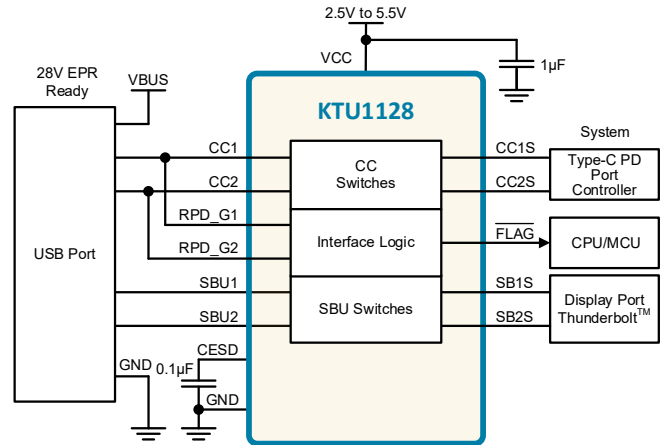 2.5V to 5.5V
VCC
1µF
28V EPR
Ready
VBUS
KTU1128
System
CC1
CC Switches
CC1S
Type-C PD
Port
Controller
CC2
CC2S
RPD_G1
Interface Logic
FLAG
CPU/MCU
RPD_G2
USB Port
SBU1
SBU Switches
SB1S
Display Port
Thunderbolt™
SBU2
SB2S
CESD
GND
0.1µF
GND